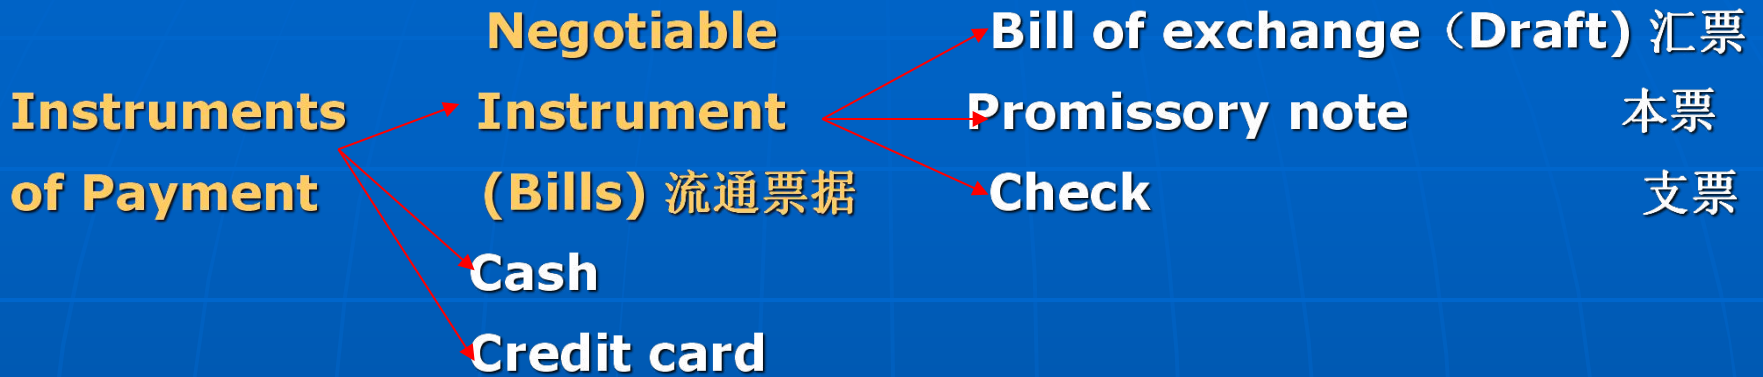 Negotiable Bill of exchange（Draft) 汇票
Instruments Instrument Promissory note 本票
of Payment (Bills) 流通票据 Check 支票
Cash
Credit card